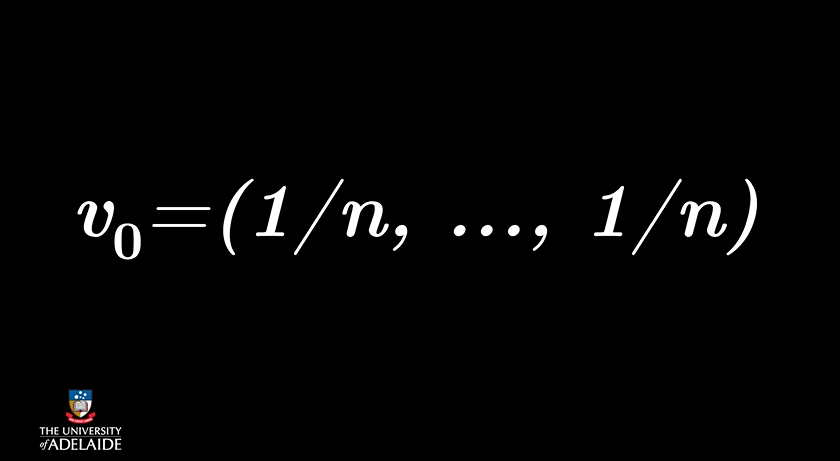 v₀=(1/n, ..., 1/n)
THE UNIVERSITY
of ADELAIDE